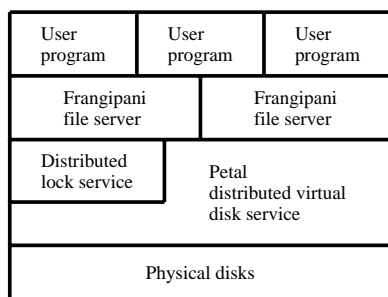 User
program
User
program
User
program
Frangipani
file server
Frangipani
file server
Distributed
lock service
Petal
distributed virtual
disk service
Physical disks